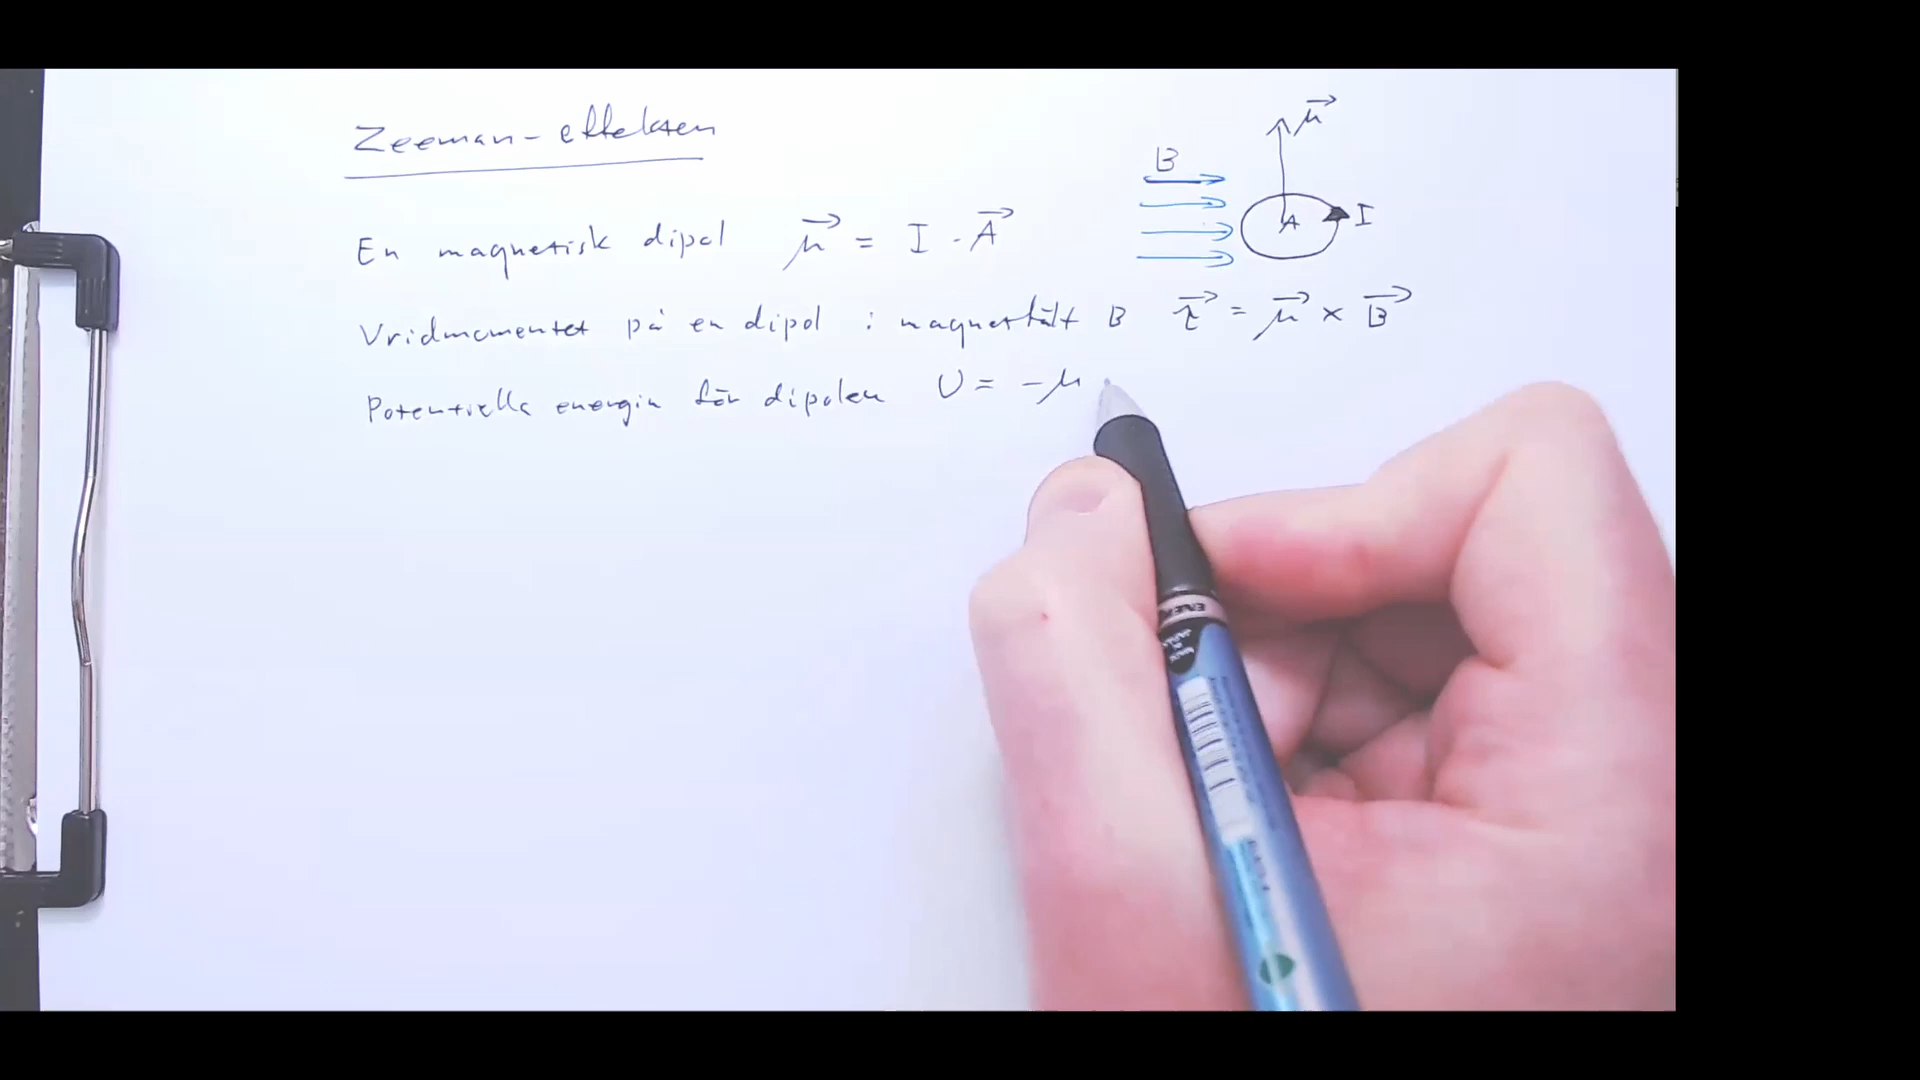 Zeeman-effekten
En magnetisk dipol μ⃗ = I · A⃗
B μ⃗ A I
Vridmomentet på en dipol i magnetfält B τ⃗ = μ⃗ × B⃗
Potentiella energin för dipolen U = -μ ·